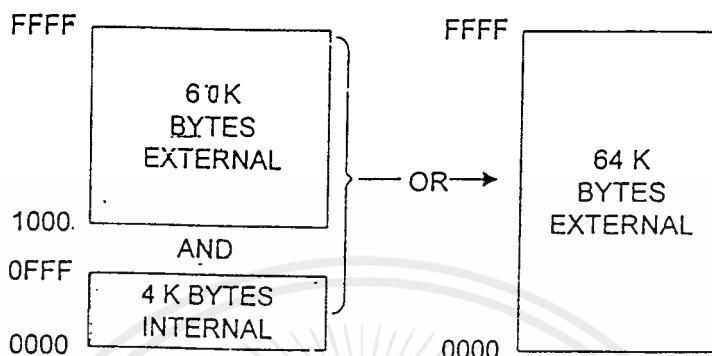 FFFF
60K
BYTES
EXTERNAL
1000.
AND
0FFF
4 K BYTES
INTERNAL
0000
OR
FFFF
64 K
BYTES
EXTERNAL
0000